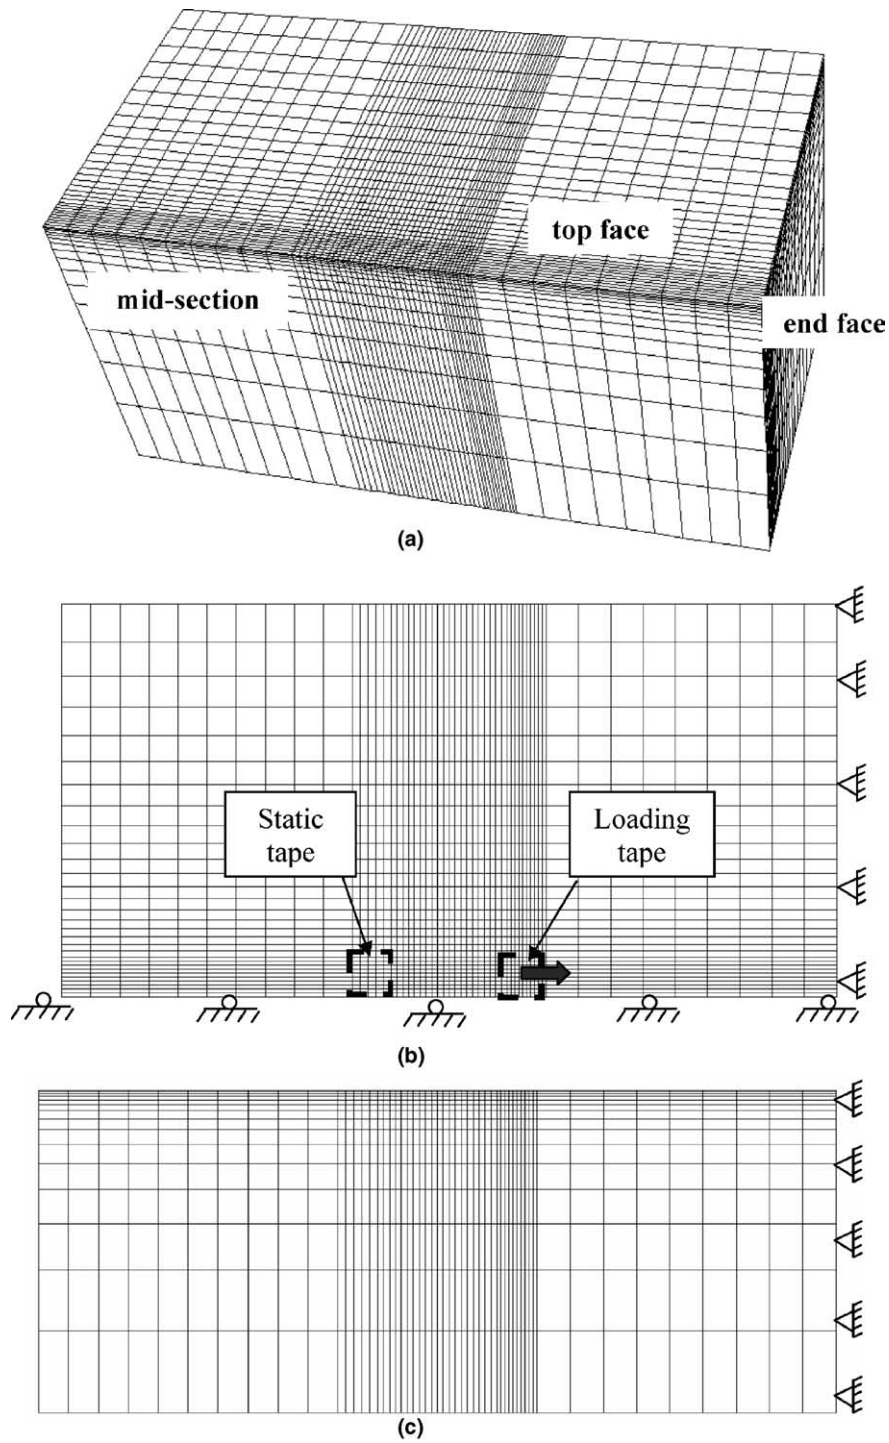 top face
mid-section
end face
(a)
Static
tape
Loading
tape
(b)
(c)